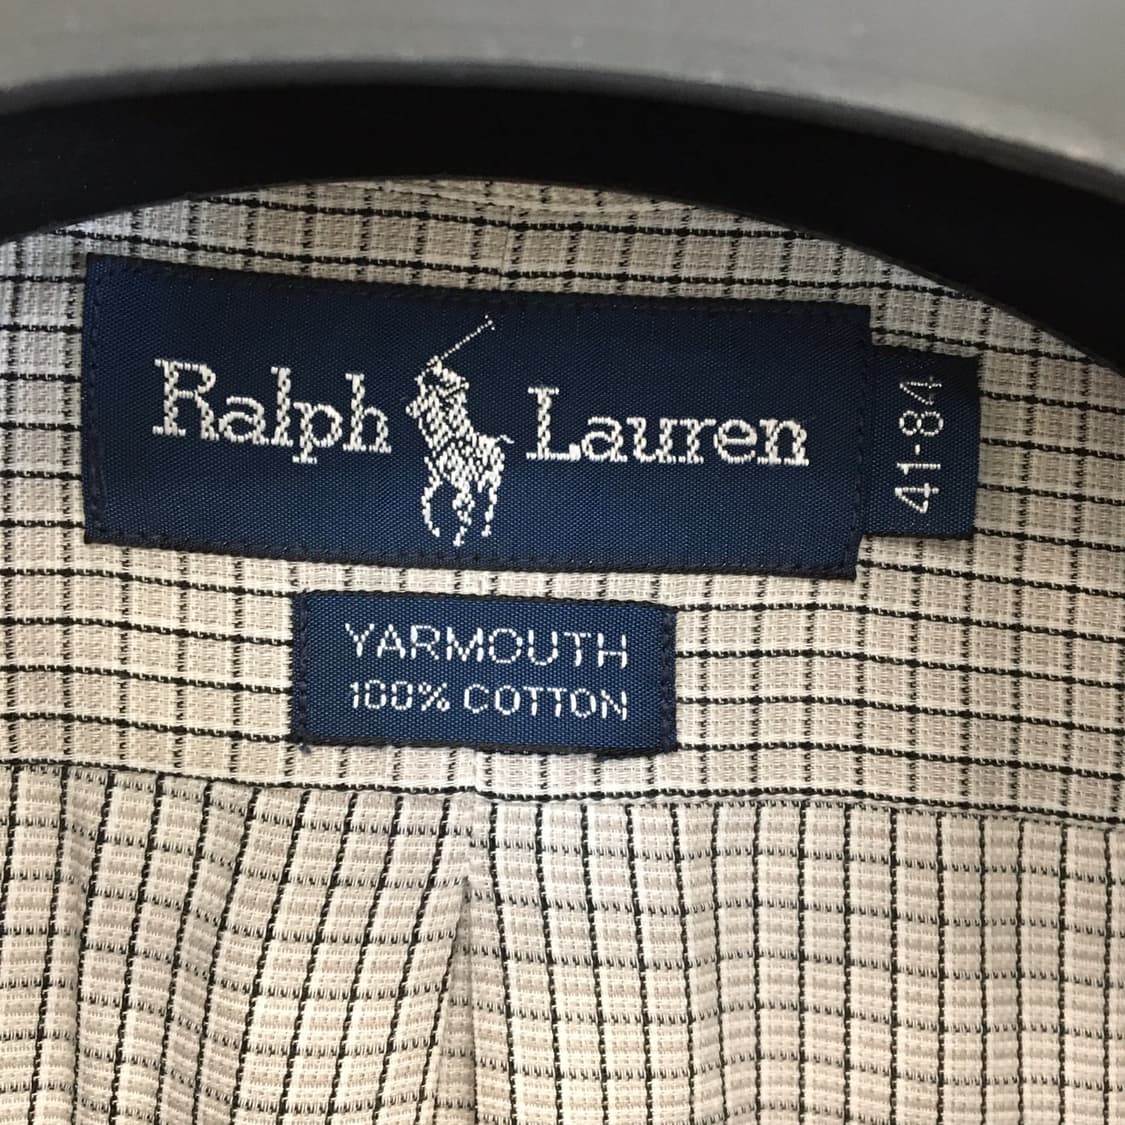 Ralph Lauren
41-84
YARMOUTH
100% COTTON